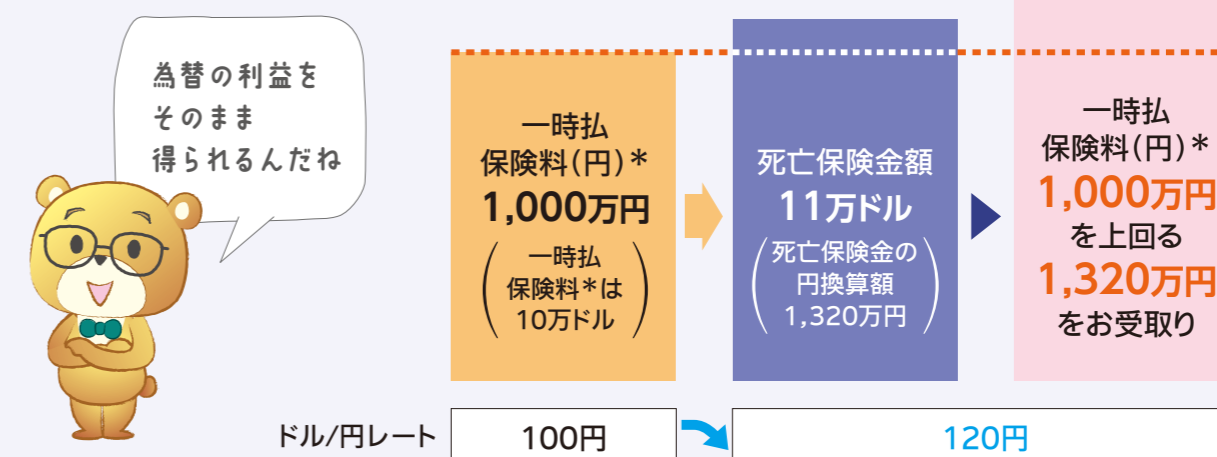 為替の利益を
そのまま
得られるんだね
一時払
保険料(円)*
1,000万円
(一時払
保険料*は
10万ドル)
死亡保険金額
11万ドル
(死亡保険金の
円換算額
1,320万円)
一時払
保険料(円)*
1,000万円
を上回る
1,320万円
をお受取り
ドル/円レート
100円
120円